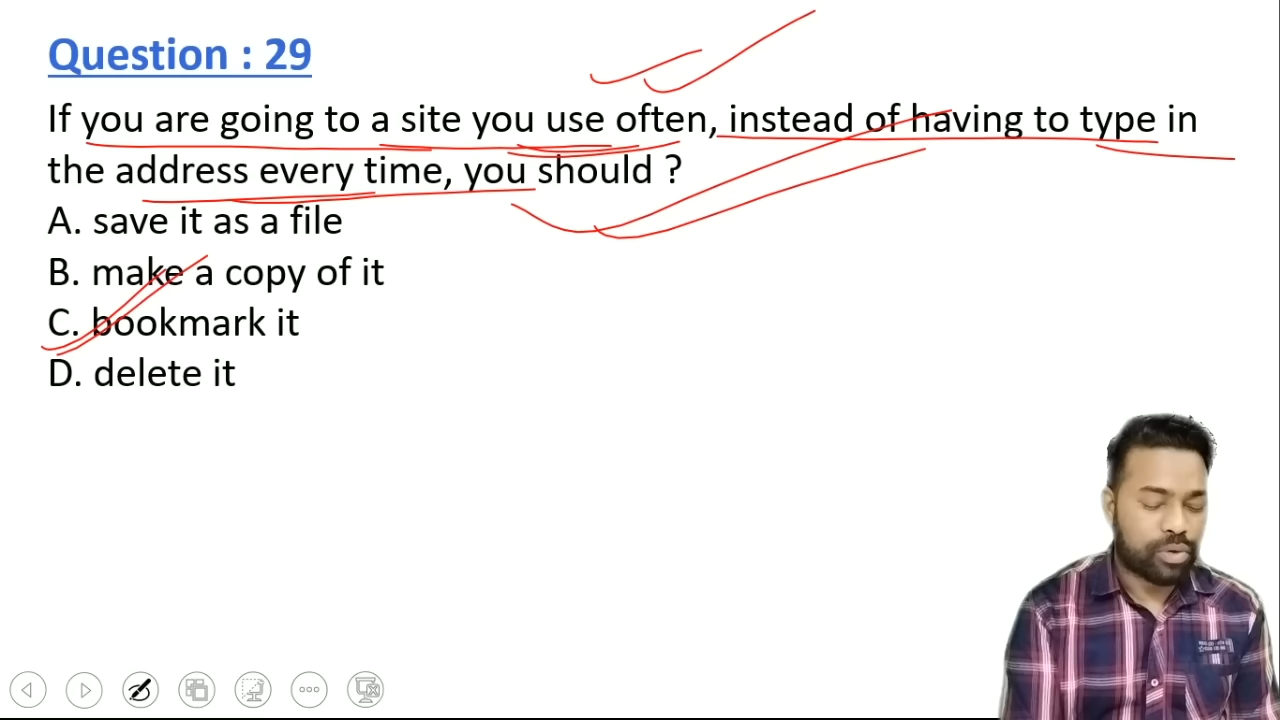 Question : 29
If you are going to a site you use often, instead of having to type in
the address every time, you should ?
A. save it as a file
B. make a copy of it
C. bookmark it
D. delete it